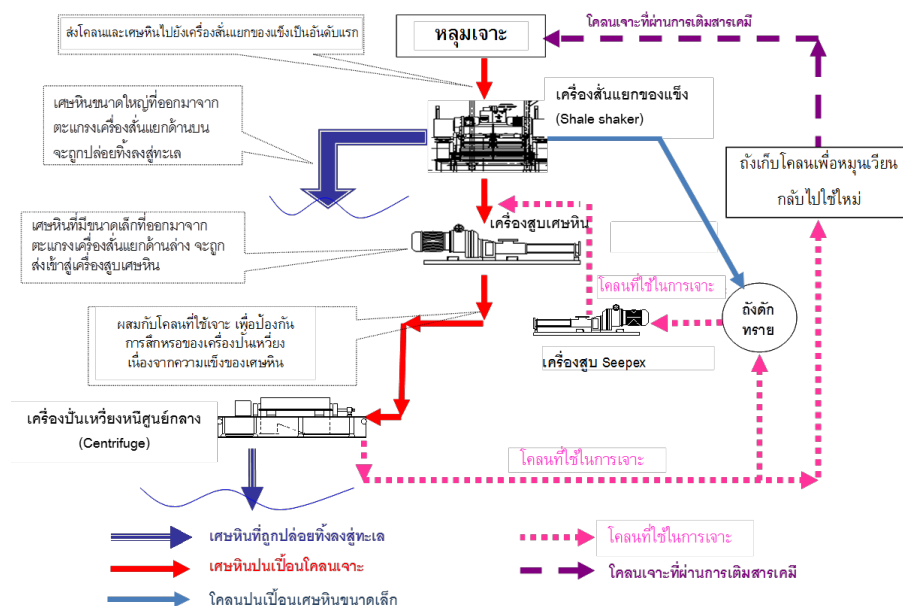 ส่งโคลนและเศษหินไปยังเครื่องสั่นแยกของแข็งเป็นอันดับแรก
หลุมเจาะ
โคลนเจาะที่ผ่านการเติมสารเคมี
เครื่องสั่นแยกของแข็ง
(Shale shaker)
เศษหินขนาดใหญ่ที่ออกมาจาก
ตะแกรงเครื่องสั่นแยกด้านบน
จะถูกปล่อยทิ้งลงสู่ทะเล
ถังเก็บโคลนเพื่อหมุนเวียน
กลับไปใช้ใหม่
เศษหินที่มีขนาดเล็กที่ออกมาจาก
ตะแกรงเครื่องสั่นแยกด้านล่าง จะถูก
ส่งเข้าสู่เครื่องสูบเศษหิน
เครื่องสูบเศษหิน
โคลนที่ใช้ในการเจาะ
ถังดัก
ทราย
ผสมกับโคลนที่ใช้เจาะ เพื่อป้องกัน
การสึกหรอของเครื่องปั่นเหวี่ยง
เนื่องจากความแข็งของเศษหิน
เครื่องสูบ Seepex
เครื่องปั่นเหวี่ยงหนีศูนย์กลาง
(Centrifuge)
โคลนที่ใช้ในการเจาะ
เศษหินที่ถูกปล่อยทิ้งลงสู่ทะเล
โคลนที่ใช้ในการเจาะ
เศษหินปนเปื้อนโคลนเจาะ
โคลนเจาะที่ผ่านการเติมสารเคมี
โคลนปนเปื้อนเศษหินขนาดเล็ก